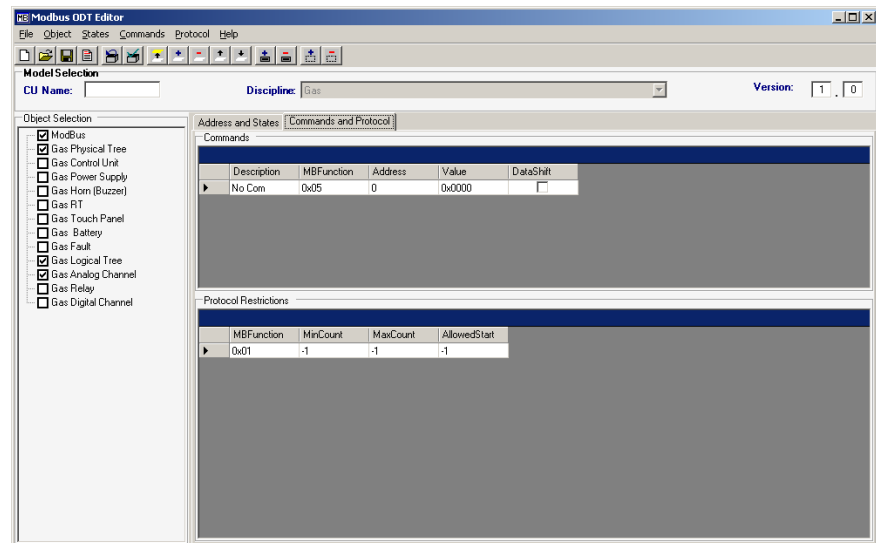 Modbus ODT Editor
File Object States Commands Protocol Help
Model Selection
CU Name: Discipline: Gas Version: 1 . 0
Object Selection
ModBus
Gas Physical Tree
Gas Control Unit
Gas Power Supply
Gas Horn (Buzzer)
Gas RT
Gas Touch Panel
Gas Battery
Gas Fault
Gas Logical Tree
Gas Analog Channel
Gas Relay
Gas Digital Channel
Address and States Commands and Protocol
Commands
Description MBFunction Address Value DataShift
No Com 0x05 0 0x0000
Protocol Restrictions
MBFunction MinCount MaxCount AllowedStart
0x01 -1 -1 -1